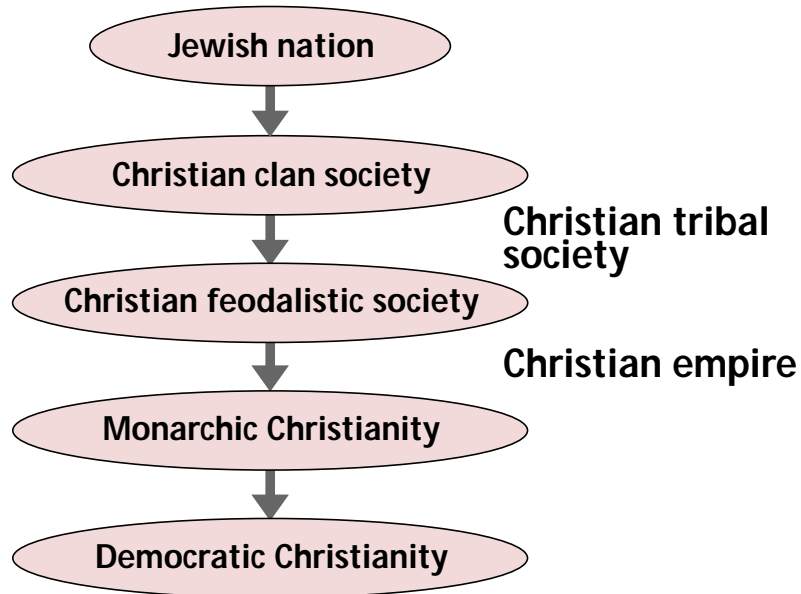 Jewish nation
Christian clan society
Christian tribal
society
Christian feodalistic society
Christian empire
Monarchic Christianity
Democratic Christianity